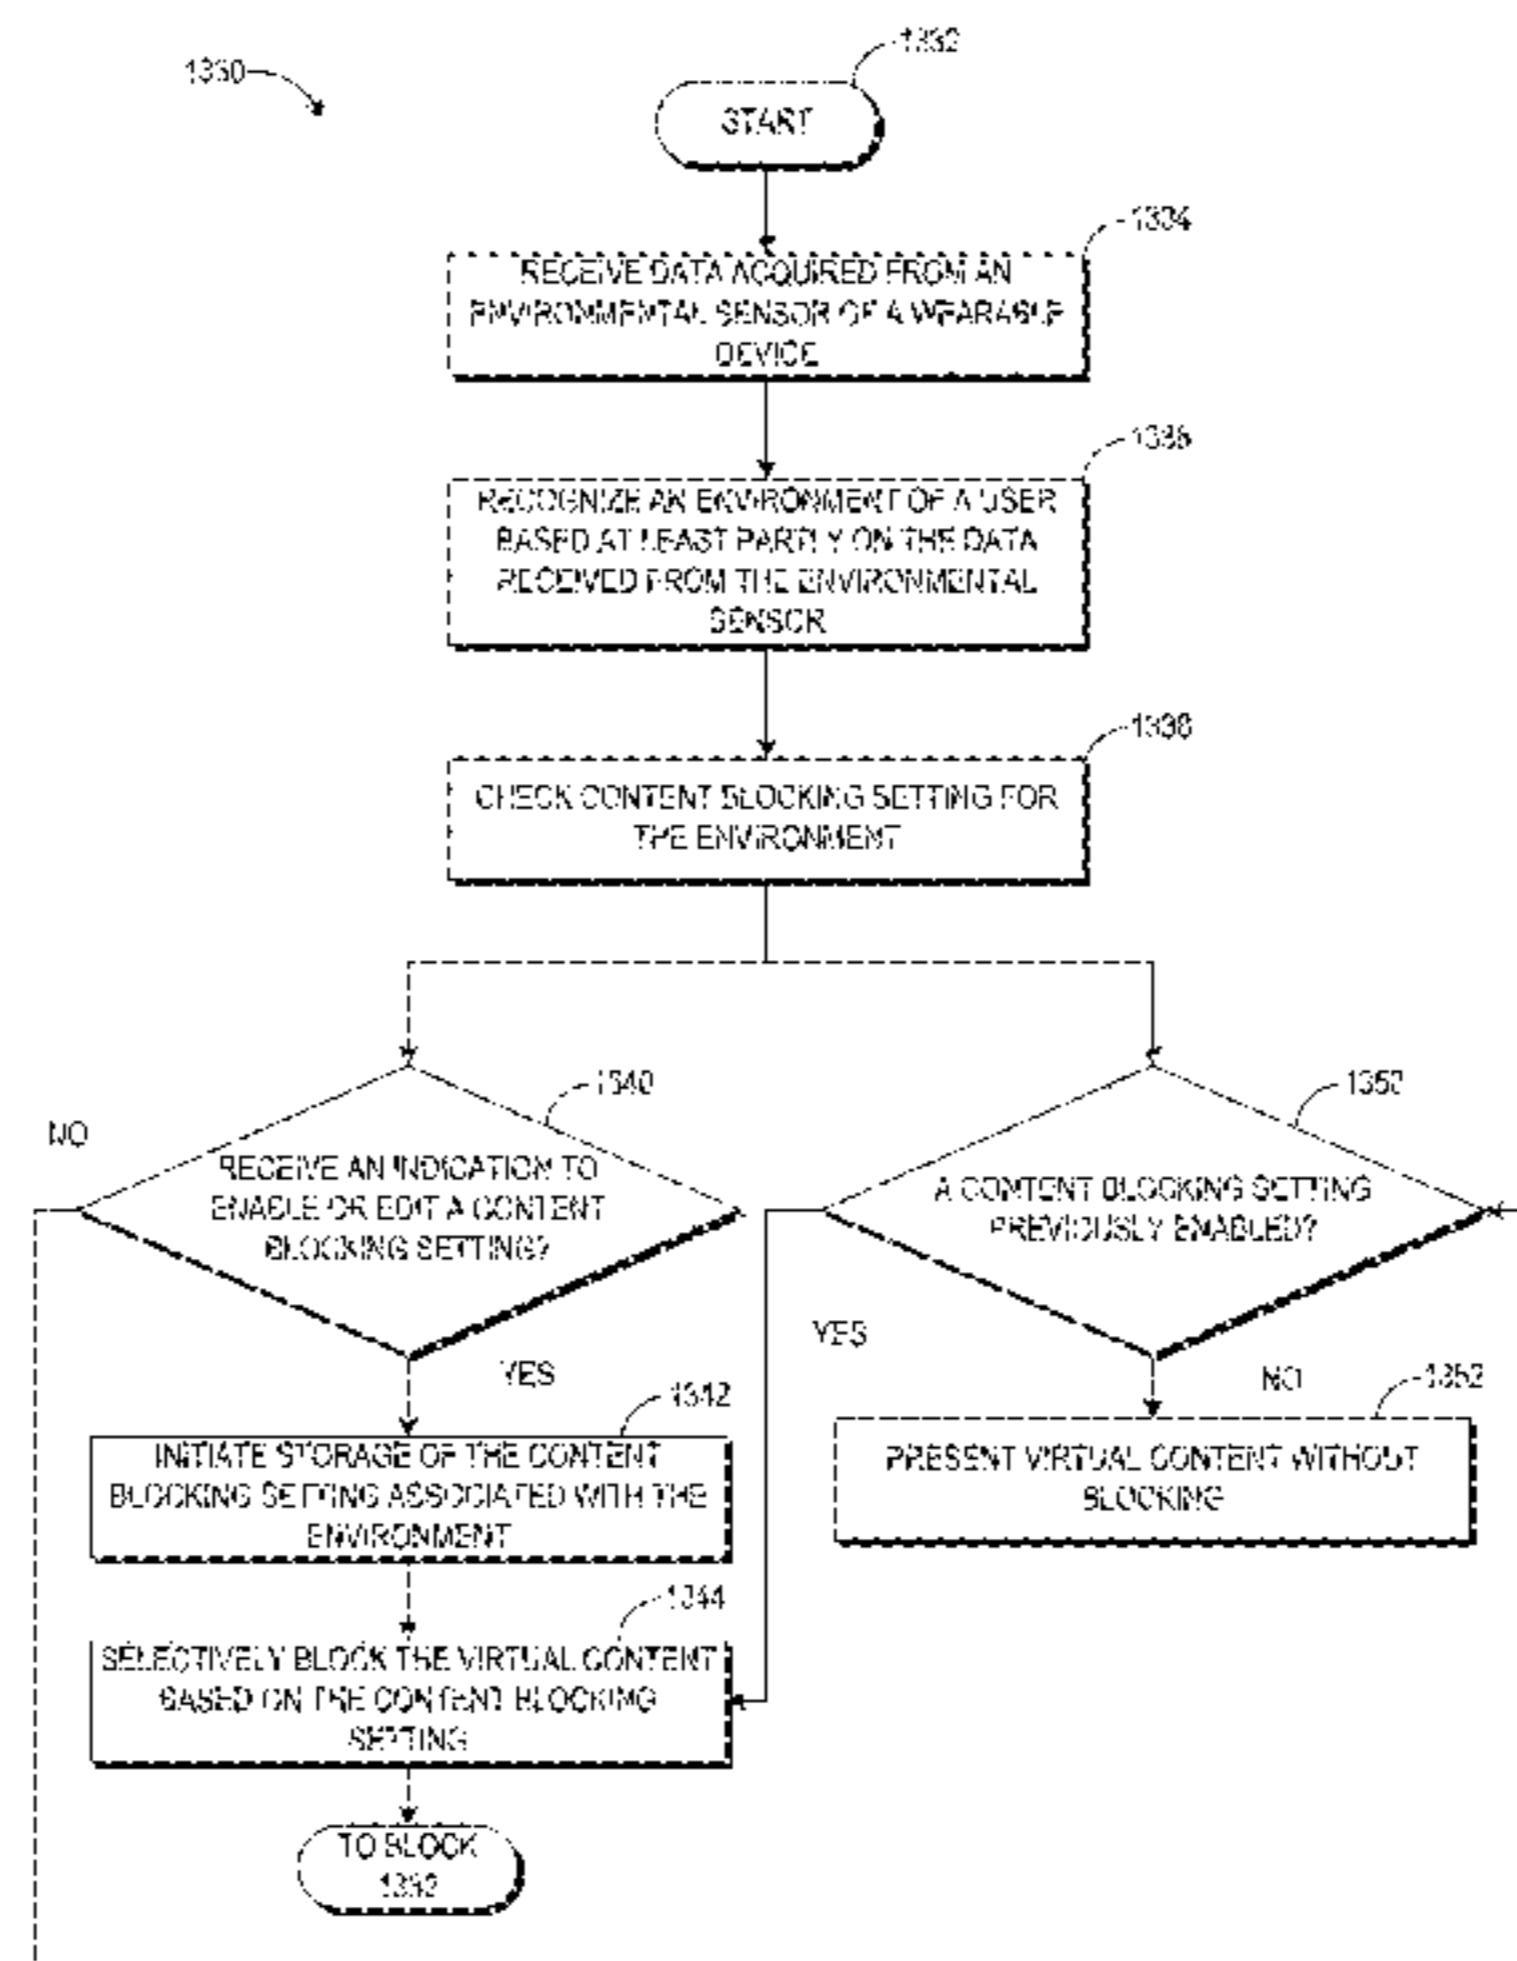 1330
1332
START
1334
RECEIVE DATA ACQUIRED FROM AN
ENVIRONMENTAL SENSOR OF A WEARABLE
DEVICE
1336
RECOGNIZE AN ENVIRONMENT OF A USER
BASED AT LEAST PARTLY ON THE DATA
RECEIVED FROM THE ENVIRONMENTAL
SENSOR
1338
CHECK CONTENT BLOCKING SETTING FOR
THE ENVIRONMENT
1340
1350
NO
RECEIVE AN INDICATION TO
ENABLE OR EDIT A CONTENT
BLOCKING SETTING?
A CONTENT BLOCKING SETTING
PREVIOUSLY ENABLED?
YES
YES
NO
1342
1352
INITIATE STORAGE OF THE CONTENT
BLOCKING SETTING ASSOCIATED WITH THE
ENVIRONMENT
PRESENT VIRTUAL CONTENT WITHOUT
BLOCKING
1344
SELECTIVELY BLOCK THE VIRTUAL CONTENT
BASED ON THE CONTENT BLOCKING
SETTING
TO BLOCK
1332